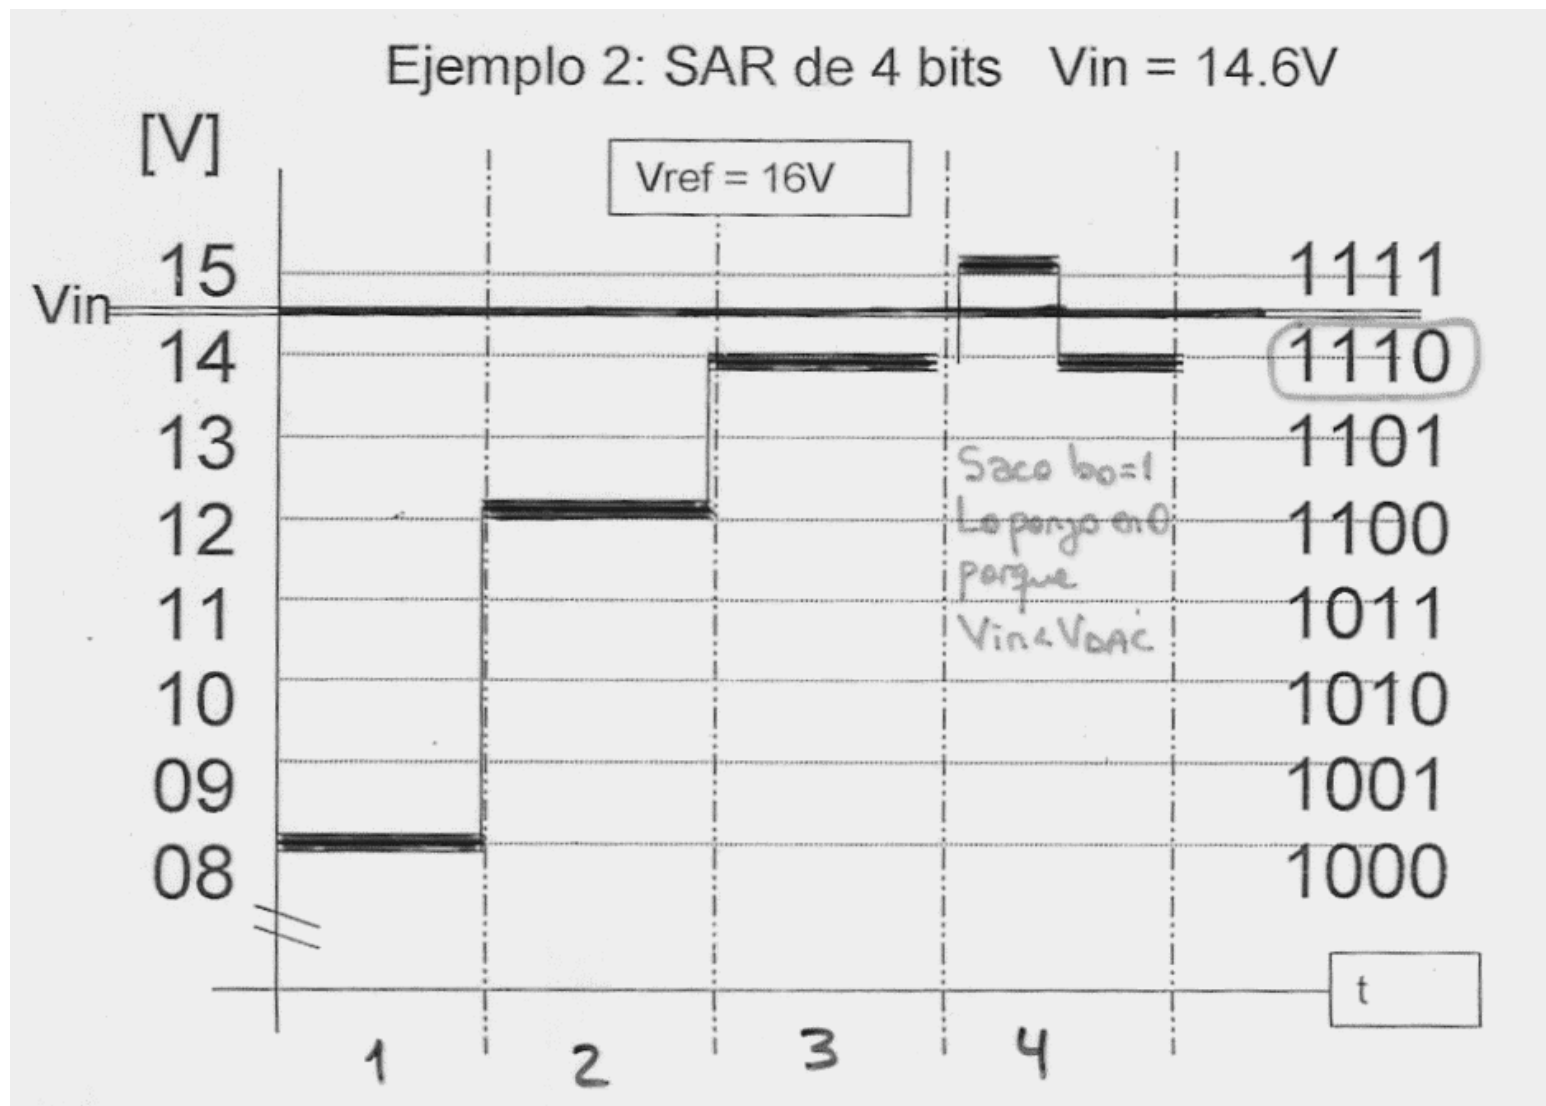 Ejemplo 2: SAR de 4 bits Vin = 14.6V
[V]
Vref = 16V
15 1111
Vin
14 1110
13 1101
Saco b0=1
12 1100
Lo pongo en 0
porque
11 1011
Vin < VDAC
10 1010
09 1001
08 1000
t
1 2 3 4